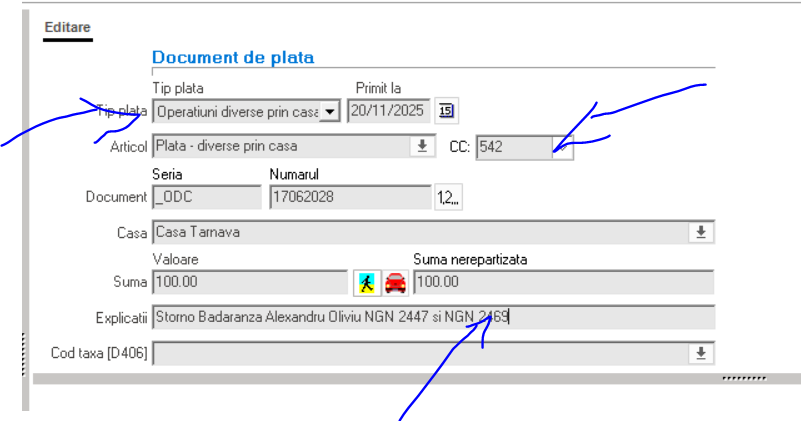 Editare
Document de plata
Tip plata Primit la
Tip plata Operatiuni diverse prin casa 20/11/2025 15
Articol Plata - diverse prin casa CC: 542
Seria Numarul
Document _ODC 17062028 1,2...
Casa Casa Tarnava
Valoare Suma nerepartizata
Suma 100.00 100.00
Explicatii Storno Badaranza Alexandru Oliviu NGN 2447 si NGN 2469
Cod taxa [D406]